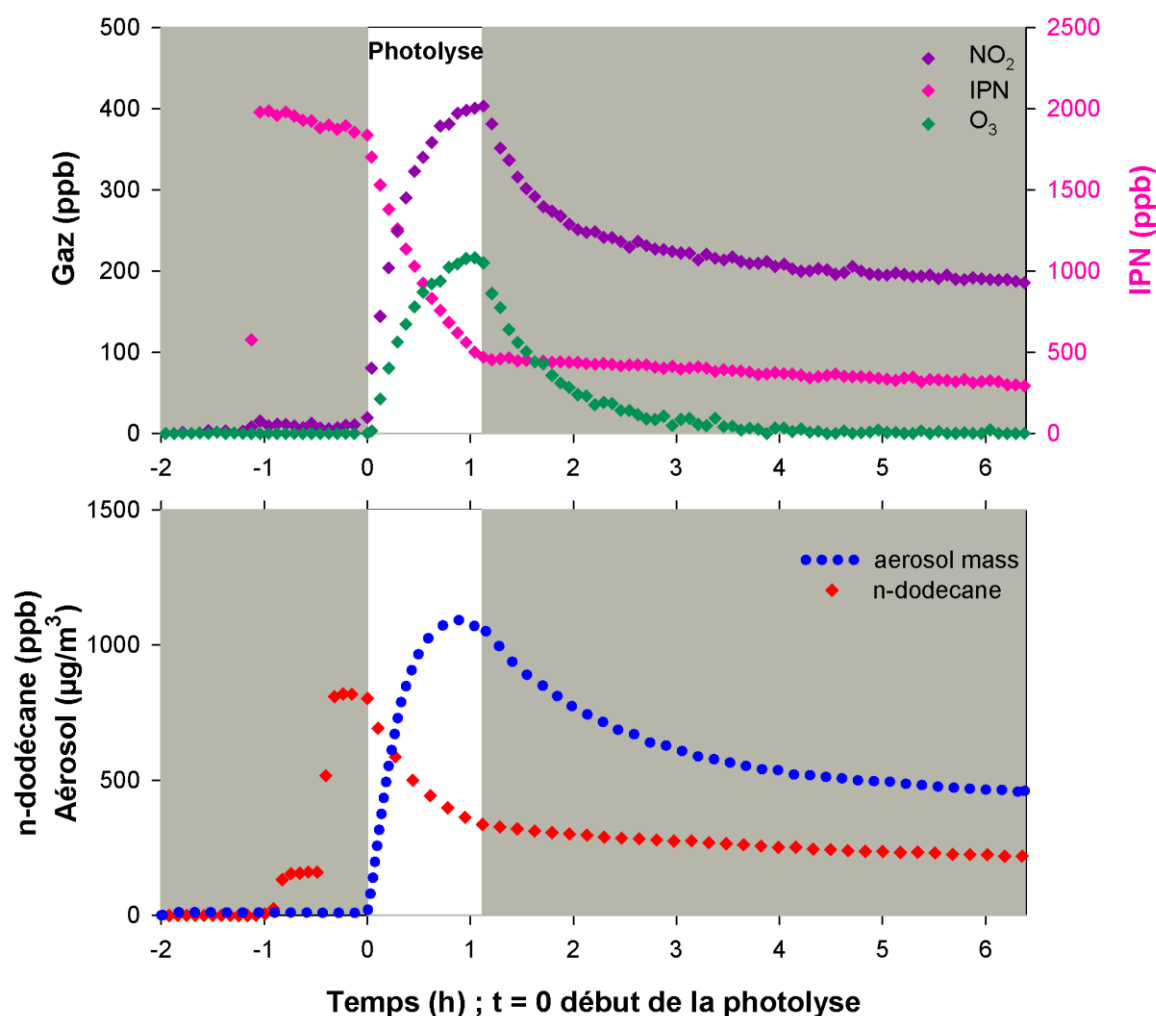 500
400
300
200
100
0
Gaz (ppb)
Photolyse
NO2
IPN
O3
2500
2000
1500
1000
500
0
IPN (ppb)
-2 -1 0 1 2 3 4 5 6
1500
1000
500
0
n-dodécane (ppb)
Aérosol (µg/m³)
aerosol mass
n-dodecane
-2 -1 0 1 2 3 4 5 6
Temps (h) ; t = 0 début de la photolyse